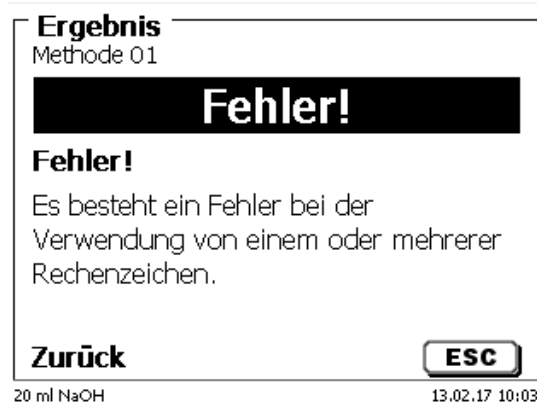 Ergebnis
Methode 01
Fehler!
Fehler!
Es besteht ein Fehler bei der
Verwendung von einem oder mehrerer
Rechenzeichen.
Zurück ESC
20 ml NaOH 13.02.17 10:03